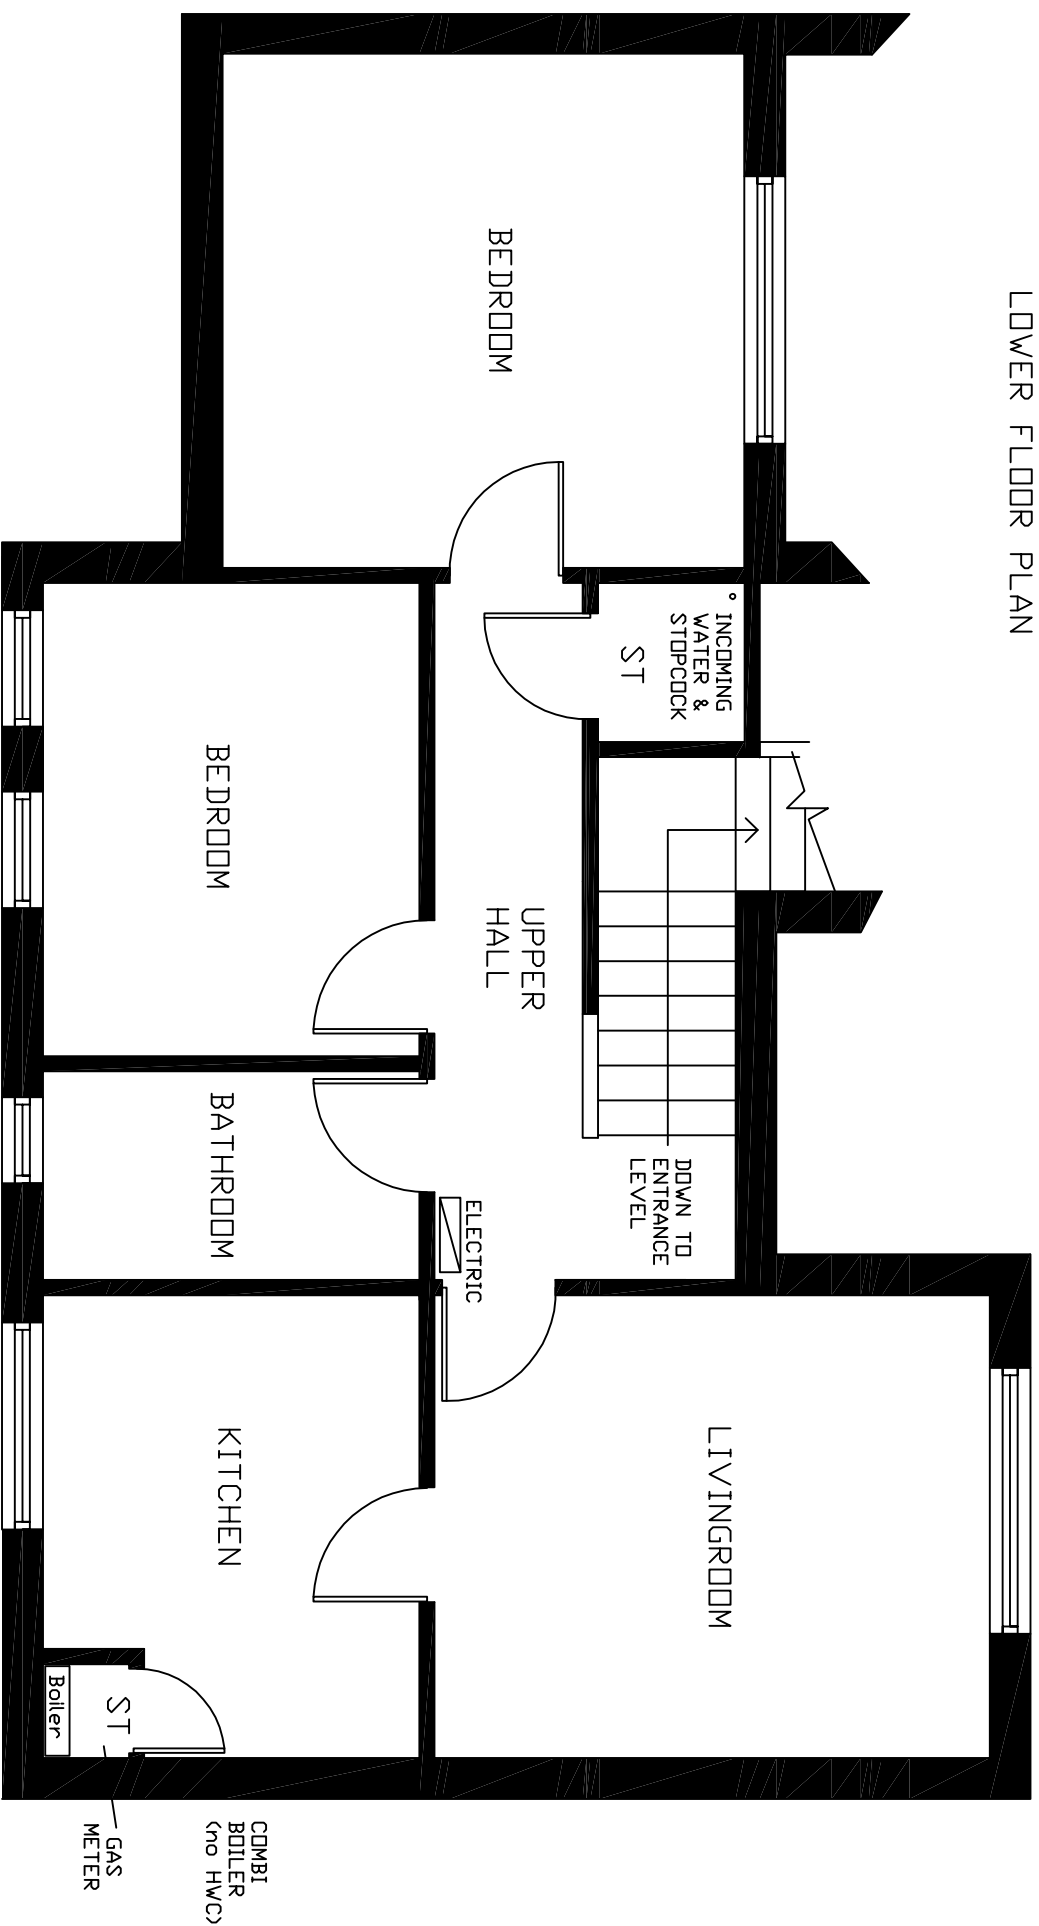 LOWER FLOOR PLAN
BEDROOM
INCOMING
WATER &
STOPCOCK
ST
BEDROOM
UPPER
HALL
DOWN TO
ENTRANCE
LEVEL
BATHROOM
ELECTRIC
LIVINGROOM
KITCHEN
ST
Boiler
COMBI
BOILER
(no HWC)
GAS
METER